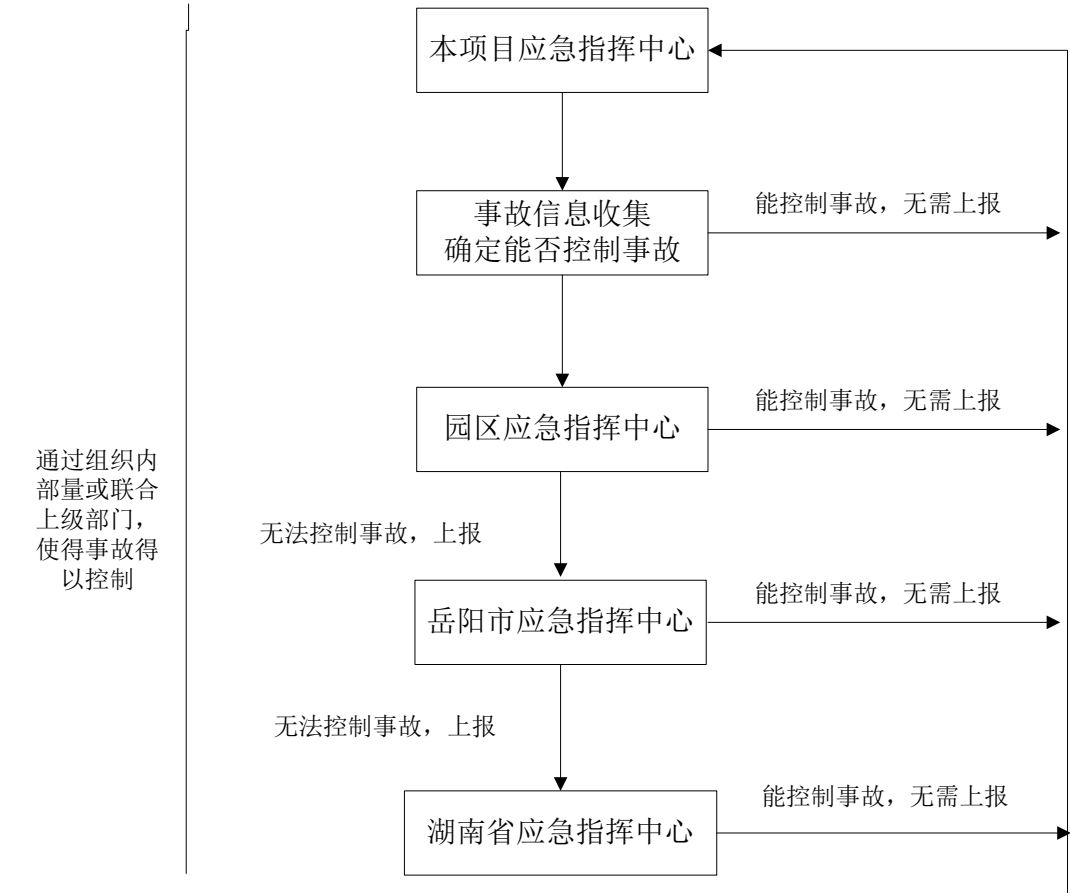 本项目应急指挥中心
事故信息收集
确定能否控制事故
能控制事故，无需上报
园区应急指挥中心
能控制事故，无需上报
通过组织内
部量或联合
上级部门，
使得事故得
以控制
无法控制事故，上报
岳阳市应急指挥中心
能控制事故，无需上报
无法控制事故，上报
湖南省应急指挥中心
能控制事故，无需上报